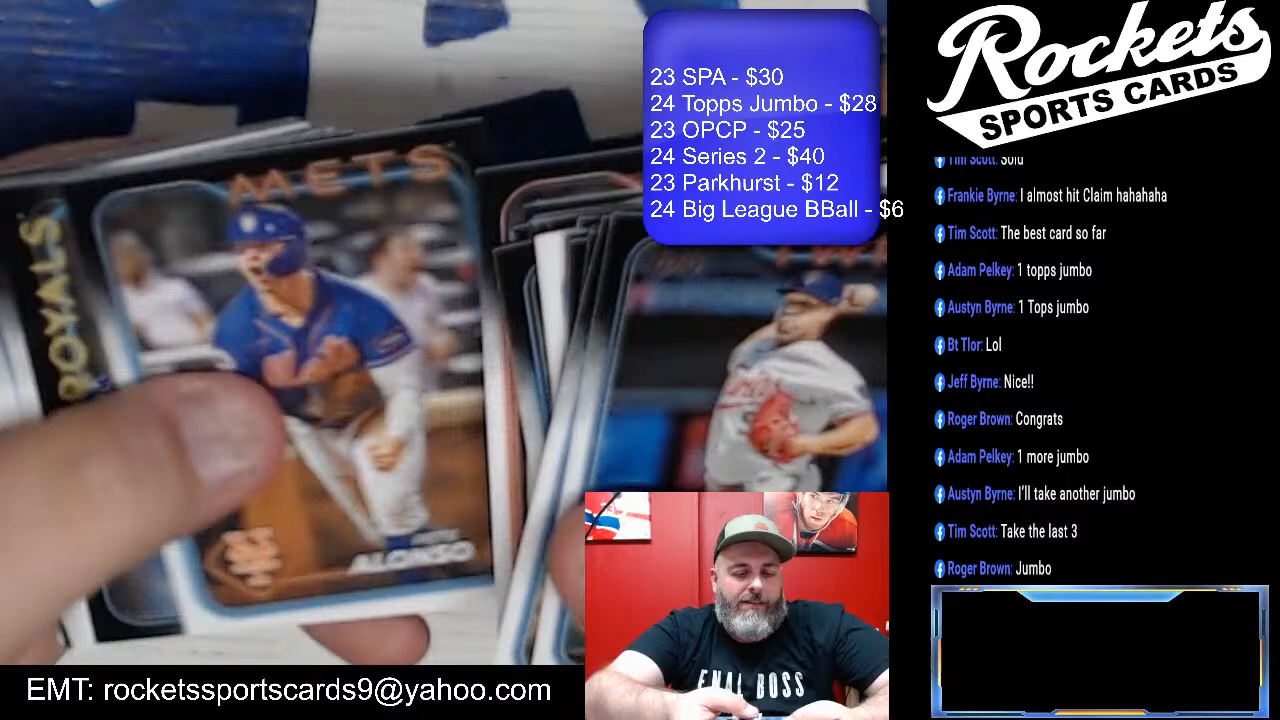 METS
ROYALS
ALONSO
23 SPA - $30
24 Topps Jumbo - $28
23 OPCP - $25
24 Series 2 - $40
23 Parkhurst - $12
24 Big League BBall - $6
Rockets
SPORTS CARDS
Tim Scott: Sold
Frankie Byrne: I almost hit Claim hahahaha
Tim Scott: The best card so far
Adam Pelkey: 1 topps jumbo
Austyn Byrne: 1 Tops jumbo
Bt Tlor: Lol
Jeff Byrne: Nice!!
Roger Brown: Congrats
Adam Pelkey: 1 more jumbo
Austyn Byrne: I'll take another jumbo
Tim Scott: Take the last 3
Roger Brown: Jumbo
BOSS
EMT: rocketssportscards9@yahoo.com